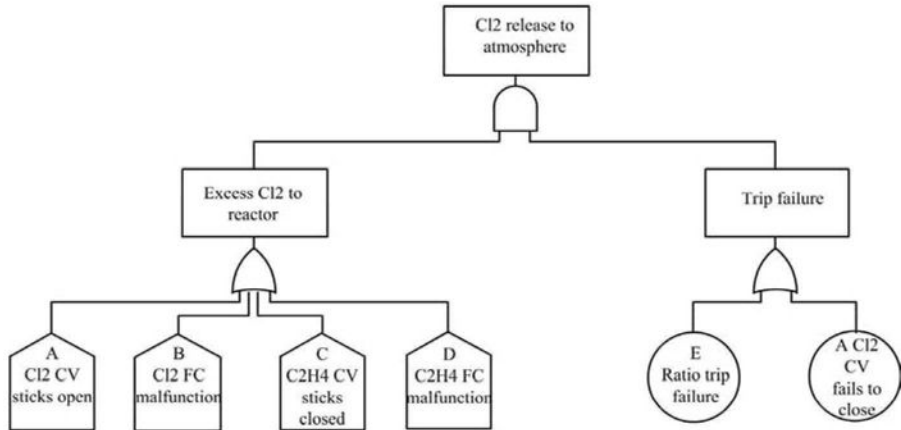 Cl2 release to
atmosphere
Excess Cl2 to
reactor
Trip failure
A
Cl2 CV
sticks open
B
Cl2 FC
malfunction
C
C2H4 CV
sticks
closed
D
C2H4 FC
malfunction
E
Ratio trip
failure
A Cl2
CV
fails to
close